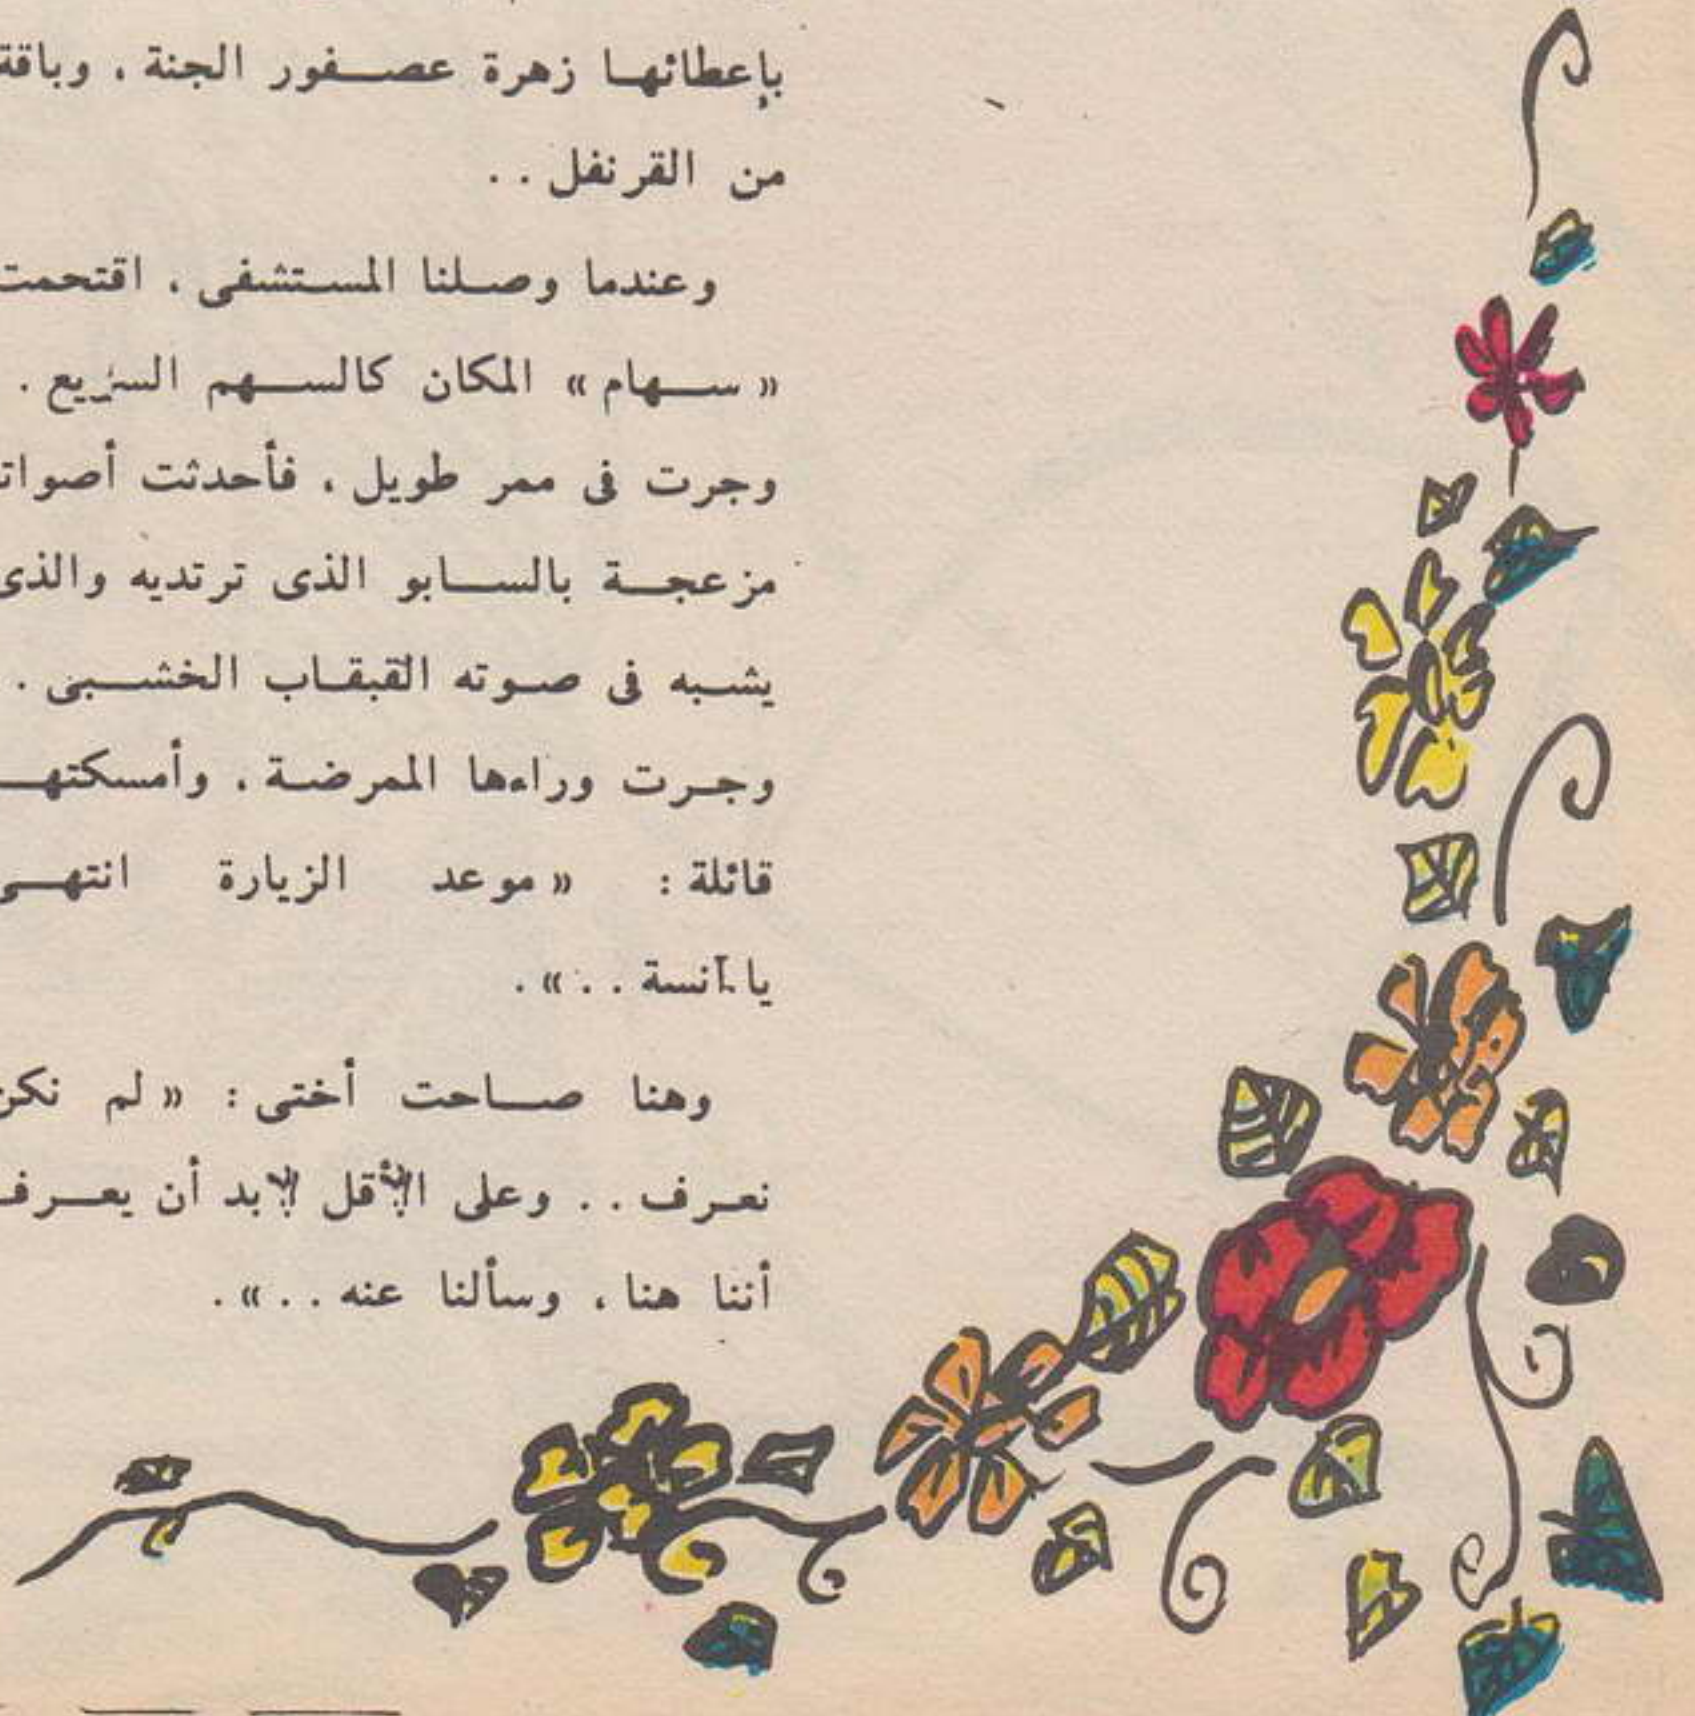 بإعطائها زهرة عصفور الجنة ، وباقة
من القرنفل ..
وعندما وصلنا المستشفى ، اقتحمت
« سهام » المكان كالسهم السريع .
وجرت فى ممر طويل ، فأحدثت
مزعجة بالسابو الذى ترتديه والذى
يشبه فى صوته القبقاب الخشبى .
وجرت وراءها الممرضة ، وأمسكتها
قائلة : « موعد الزيارة انتهى
يا آنسة .. » .
وهنا صاحت أختى : « لم نكن
نعرف .. وعلى الأقل لابد أن يعرف
أننا هنا ، وسألنا عنه .. » .